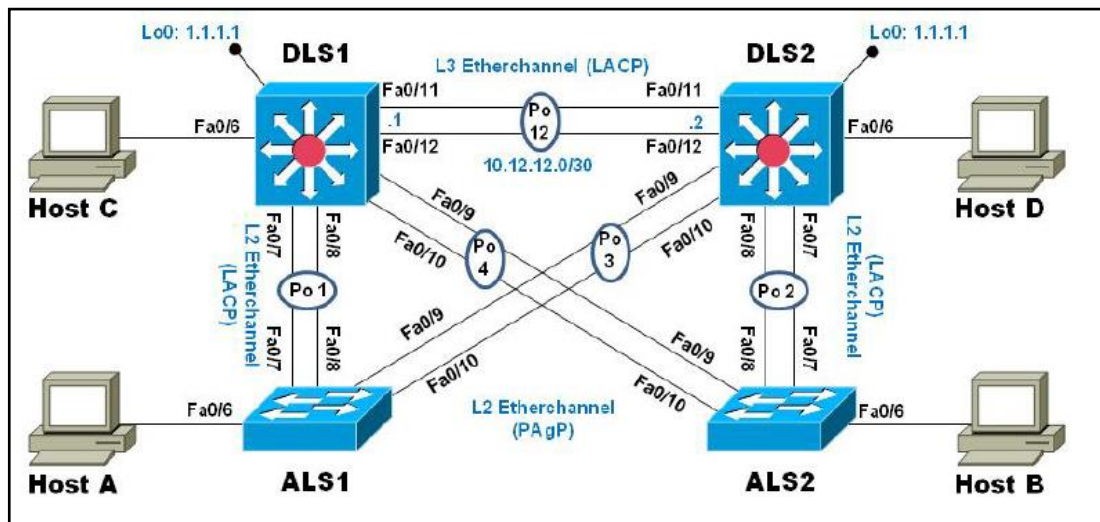 Lo0: 1.1.1.1
Lo0: 1.1.1.1
DLS1
DLS2
L3 Etherchannel (LACP)
Fa0/11
Fa0/11
Po
12
Fa0/6
.1
.2
Fa0/6
Fa0/12
Fa0/12
10.12.12.0/30
Host C
Host D
Fa0/9
Fa0/9
Fa0/10
Fa0/10
Po
4
Po
3
Fa0/7
Fa0/8
Fa0/8
Fa0/7
L2 Etherchannel
(LACP)
Po 1
Po 2
(LACP)
L2 Etherchannel
Fa0/7
Fa0/8
Fa0/8
Fa0/7
Fa0/9
Fa0/9
Fa0/10
Fa0/10
L2 Etherchannel
(PAgP)
Fa0/6
Fa0/6
Host A
ALS1
ALS2
Host B